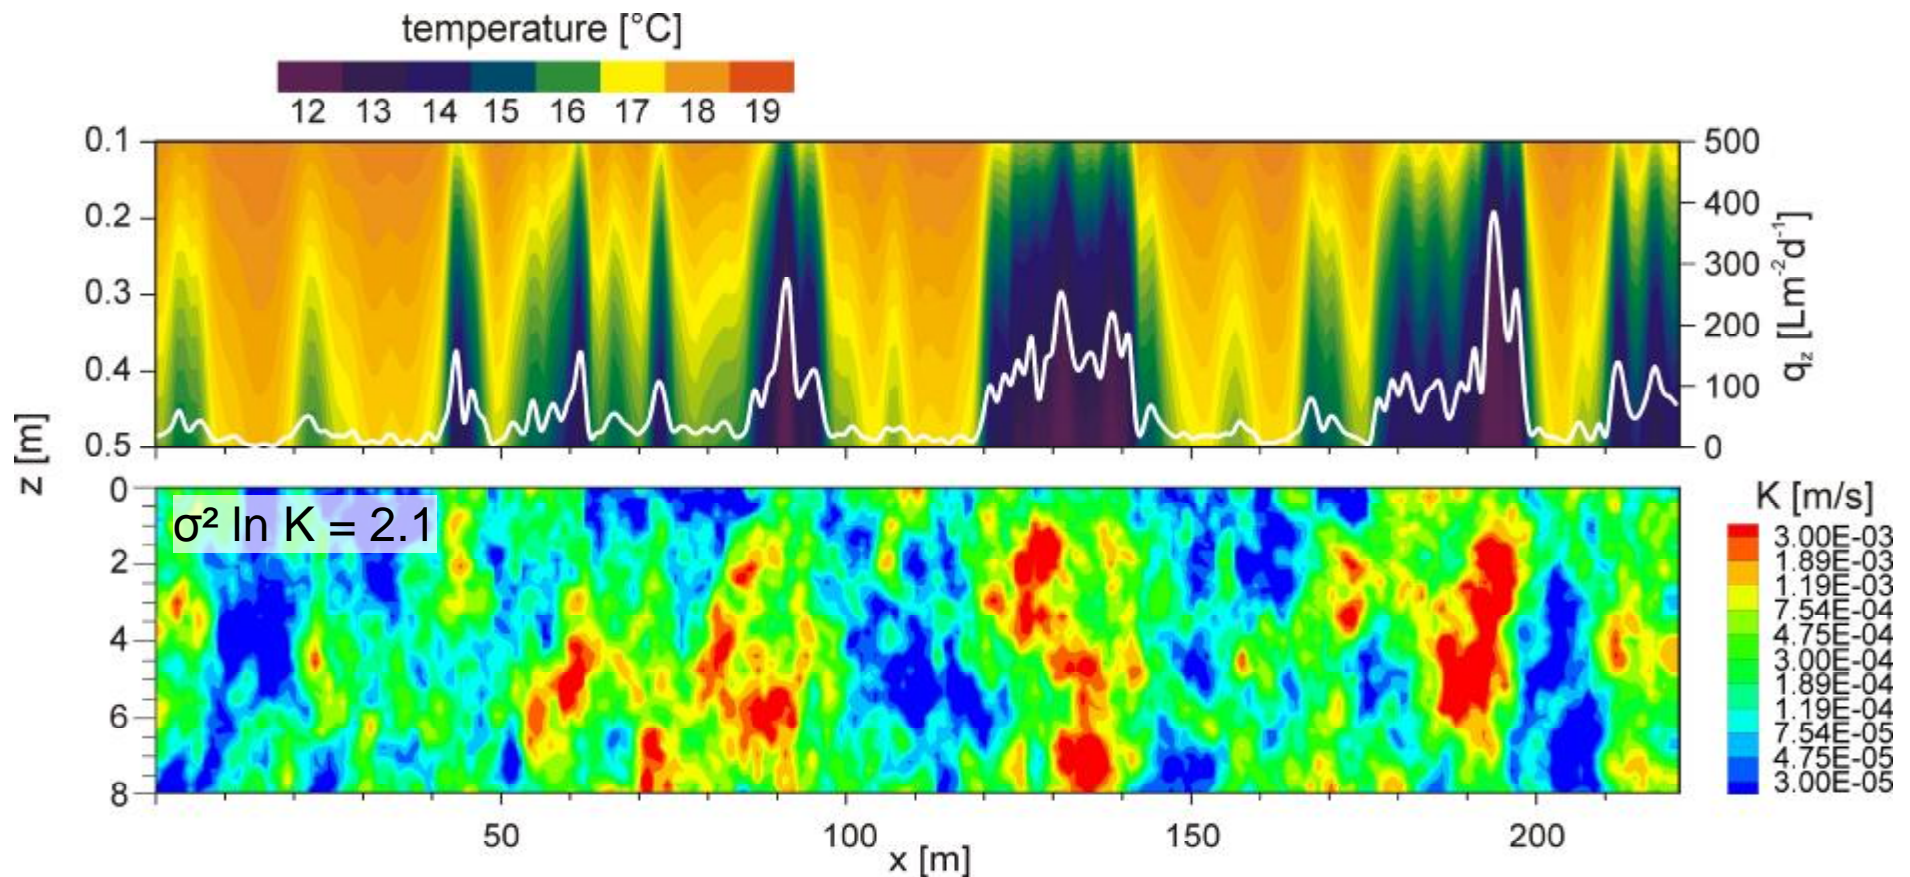 temperature [°C]
12 13 14 15 16 17 18 19
0.1
0.2
0.3
0.4
0.5
z [m]
500
400
300
200
100
0
q_z [Lm⁻²d⁻¹]
σ² ln K = 2.1
0
2
4
6
8
50 100 150 200
x [m]
K [m/s]
3.00E-03
1.89E-03
1.19E-03
7.54E-04
4.75E-04
3.00E-04
1.89E-04
1.19E-04
7.54E-05
4.75E-05
3.00E-05